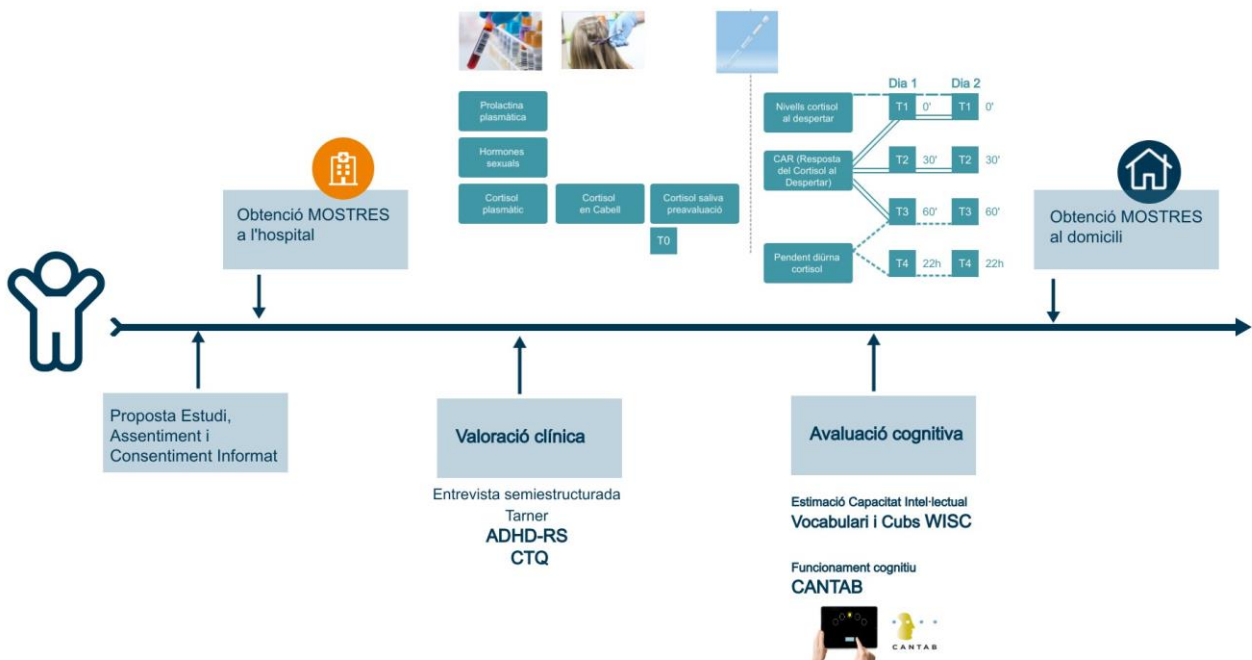 Prolactina
plasmàtica
Hormones
sexuals
Cortisol
plasmàtic
Cortisol
en Cabell
Cortisol saliva
preavaluació
T0
Dia 1
Dia 2
Nivells cortisol
al despertar
T1 0'
T1 0'
CAR (Resposta
del Cortisol al
Despertar)
T2 30'
T2 30'
T3 60'
T3 60'
Pendent diürna
cortisol
T4 22h
T4 22h
Obtenció MOSTRES
a l'hospital
Obtenció MOSTRES
al domicili
Proposta Estudi,
Assentiment i
Consentiment Informat
Valoració clínica
Entrevista semiestructurada
Tarner
ADHD-RS
CTQ
Avaluació cognitiva
Estimació Capacitat Intel·lectual
Vocabulari i Cubs WISC
Funcionament cognitiu
CANTAB
CANTAB